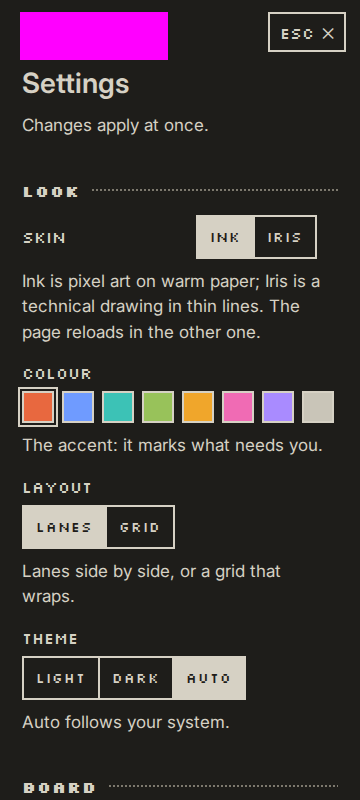 ESC ×
Settings
Changes apply at once.
LOOK
SKIN
INK IRIS
Ink is pixel art on warm paper; Iris is a
technical drawing in thin lines. The
page reloads in the other one.
COLOUR
The accent: it marks what needs you.
LAYOUT
LANES GRID
Lanes side by side, or a grid that
wraps.
THEME
LIGHT DARK AUTO
Auto follows your system.
BOARD